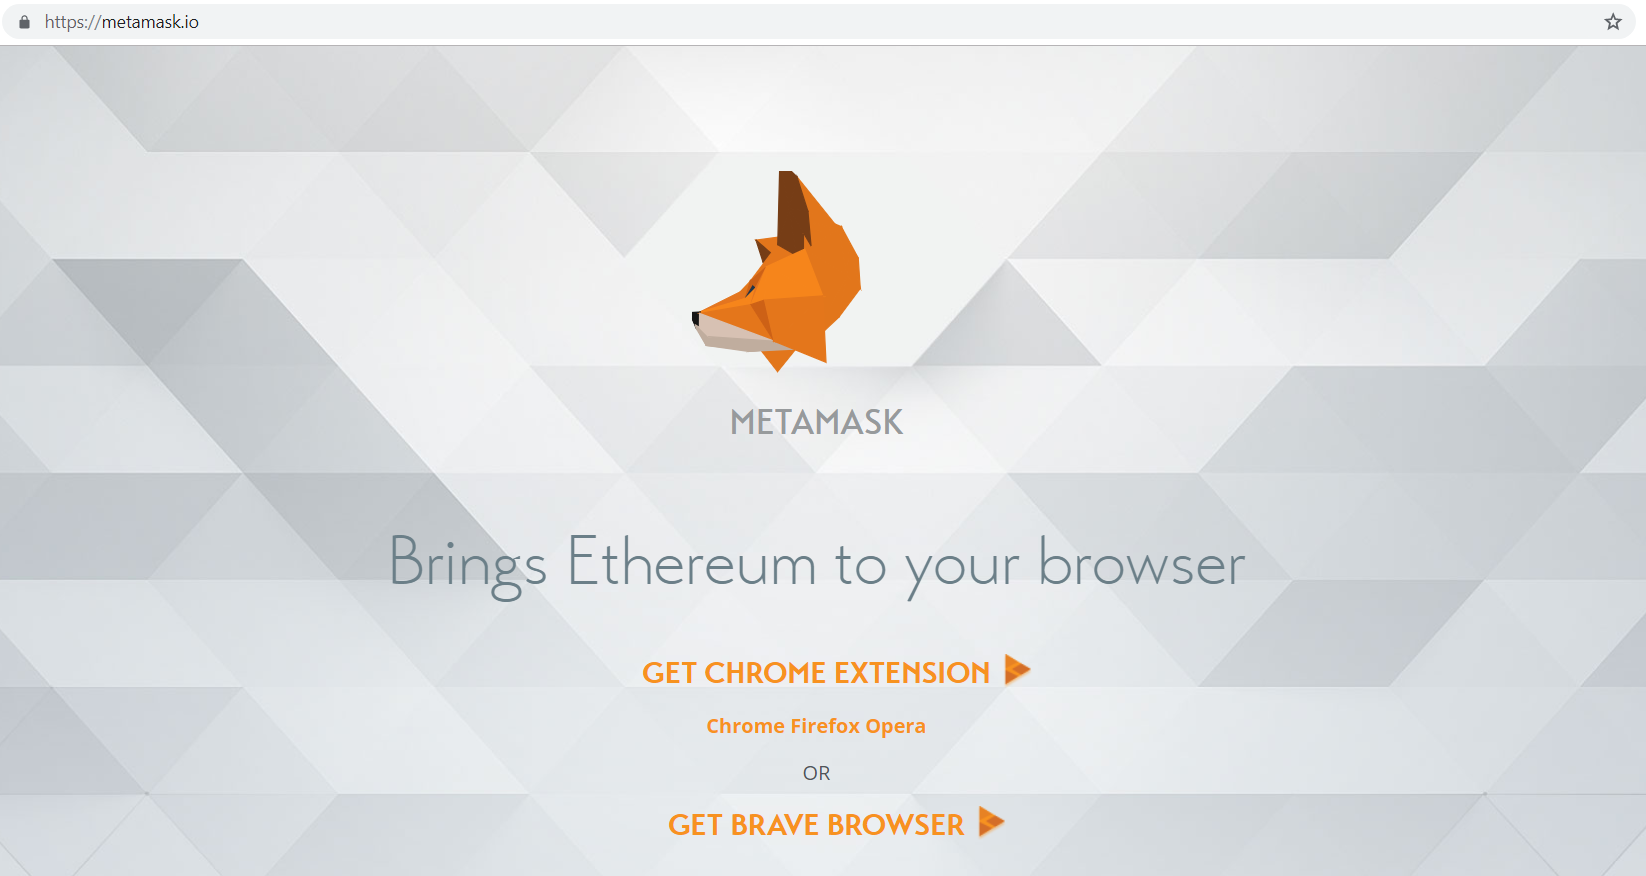 https://metamask.io
METAMASK
Brings Ethereum to your browser
GET CHROME EXTENSION
Chrome Firefox Opera
OR
GET BRAVE BROWSER